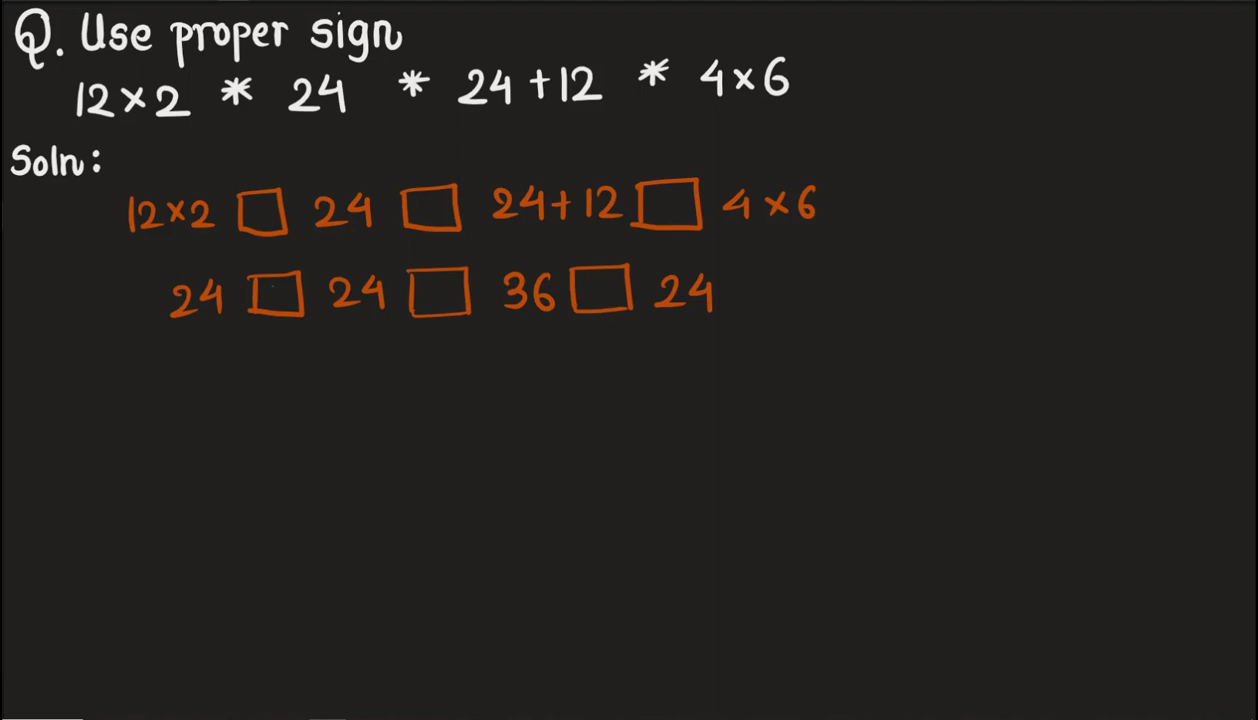 Q. Use proper sign
12×2 * 24 * 24+12 * 4×6
Soln:
12×2 □ 24 □ 24+12 □ 4×6
24 □ 24 □ 36 □ 24